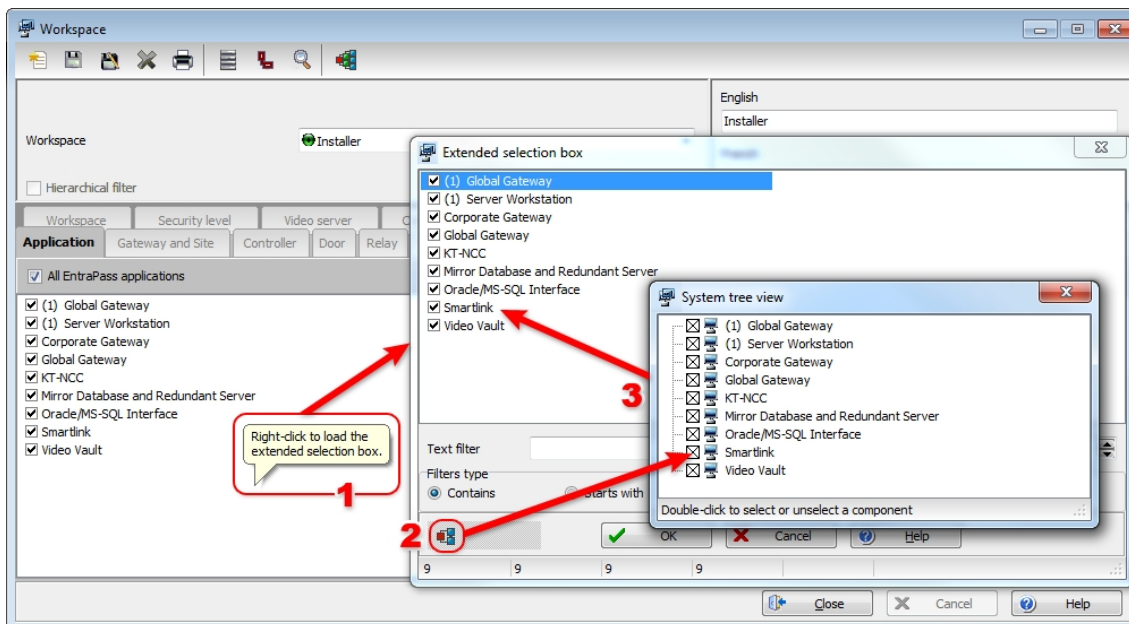 Workspace
English
Installer
Workspace
Installer
Hierarchical filter
Workspace
Security level
Video server
Application
Gateway and Site
Controller
Door
Relay
All EntraPass applications
(1) Global Gateway
(1) Server Workstation
Corporate Gateway
Global Gateway
KT-NCC
Mirror Database and Redundant Server
Oracle/MS-SQL Interface
Smartlink
Video Vault
Right-click to load the
extended selection box.
1
Extended selection box
(1) Global Gateway
(1) Server Workstation
Corporate Gateway
Global Gateway
KT-NCC
Mirror Database and Redundant Server
Oracle/MS-SQL Interface
Smartlink
Video Vault
Text filter
Filters type
Contains
Starts with
2
OK
Cancel
Help
9
9
9
9
System tree view
(1) Global Gateway
(1) Server Workstation
Corporate Gateway
Global Gateway
KT-NCC
Mirror Database and Redundant Server
Oracle/MS-SQL Interface
Smartlink
Video Vault
Double-click to select or unselect a component
3
Close
Cancel
Help